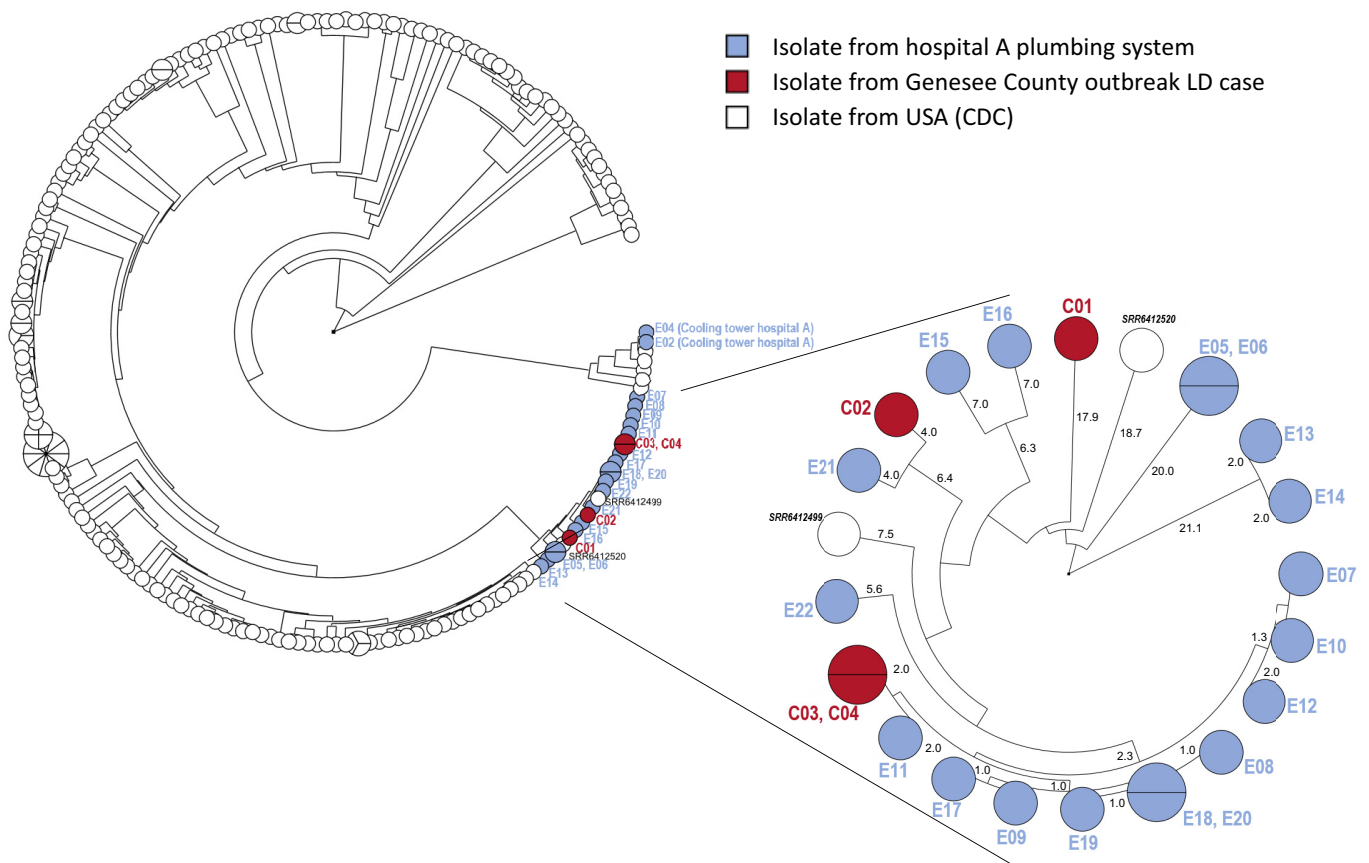 Isolate from hospital A plumbing system
Isolate from Genesee County outbreak LD case
Isolate from USA (CDC)
E04 (Cooling tower hospital A)
E02 (Cooling tower hospital A)
E07
E08
E09
E10
E11
C03, C04
E12
E17
E18, E20
E19
E22
SRR6412499
E21
C02
E15
E16
C01
SRR6412520
E05, E06
E13
E14
C01
SRR6412520
E16
E15
E05, E06
7.0
7.0
C02
4.0
17.9
18.7
E13
2.0
E21
4.0
6.3
6.4
20.0
E14
2.0
SRR6412499
7.5
21.1
E07
E22
5.6
1.3
E10
2.0
2.0
E12
C03, C04
2.0
2.3
1.0
E08
E11
1.0
1.0
1.0
E17
E09
E19
E18, E20